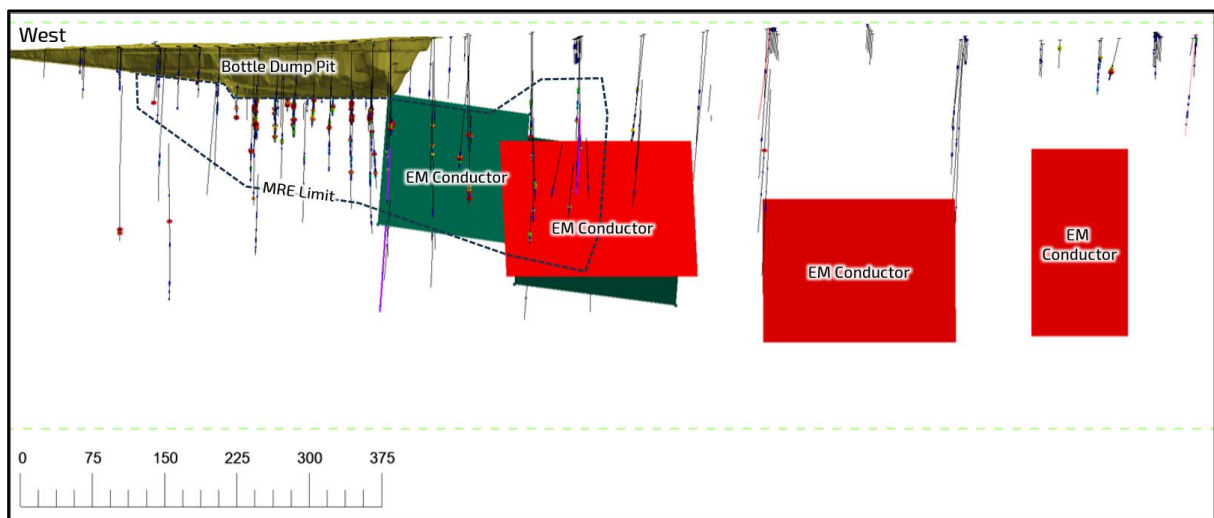 West
Bottle Dump Pit
MRE Limit
EM Conductor
EM Conductor
EM Conductor
EM
Conductor
0 75 150 225 300 375